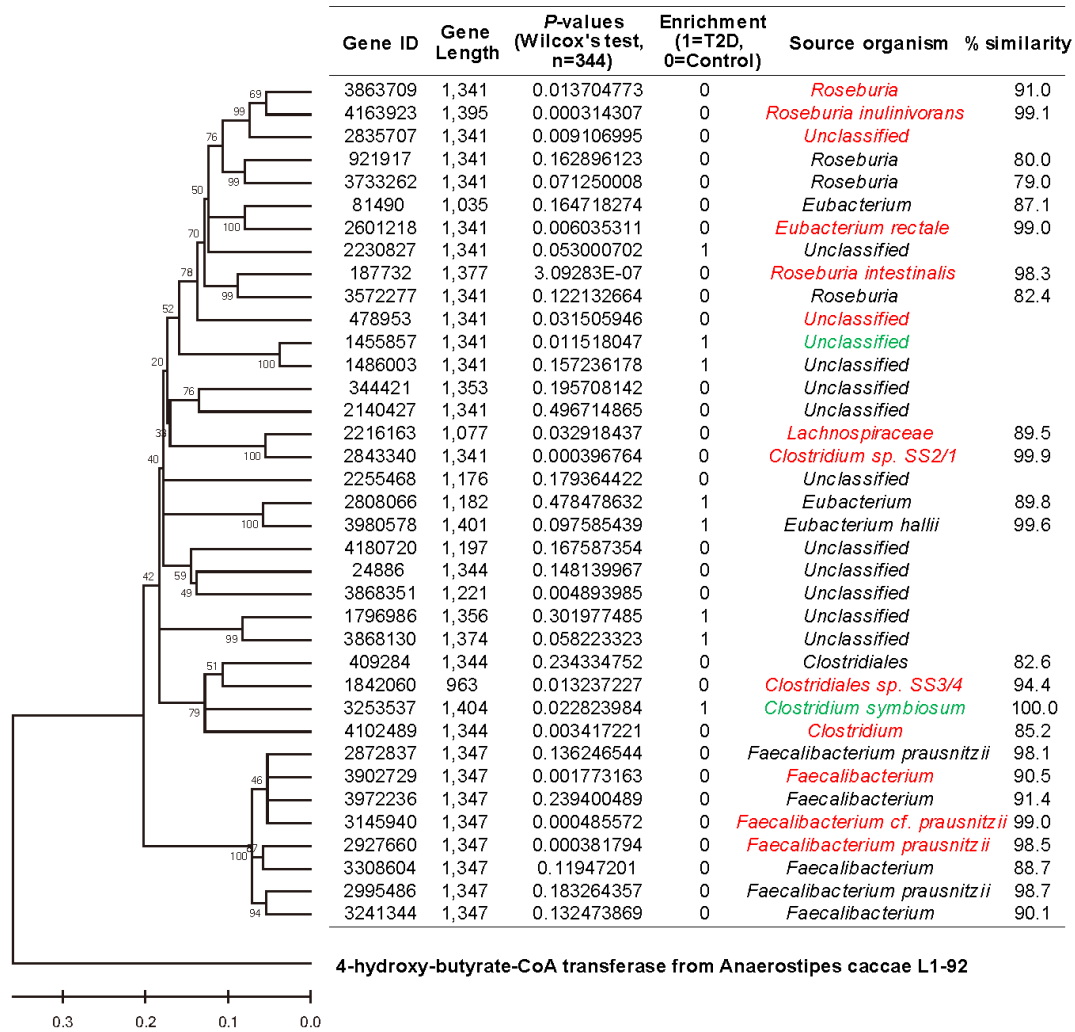 Gene ID Gene Length P-values (Wilcox's test, n=344) Enrichment (1=T2D, 0=Control) Source organism % similarity
3863709 1,341 0.013704773 0 Roseburia 91.0
4163923 1,395 0.000314307 0 Roseburia inulinivorans 99.1
2835707 1,341 0.009106995 0 Unclassified
921917 1,341 0.162896123 0 Roseburia 80.0
3733262 1,341 0.071250008 0 Roseburia 79.0
81490 1,035 0.164718274 0 Eubacterium 87.1
2601218 1,341 0.006035311 0 Eubacterium rectale 99.0
2230827 1,341 0.053000702 1 Unclassified
187732 1,377 3.09283E-07 0 Roseburia intestinalis 98.3
3572277 1,341 0.122132664 0 Roseburia 82.4
478953 1,341 0.031505946 0 Unclassified
1455857 1,341 0.011518047 1 Unclassified
1486003 1,341 0.157236178 1 Unclassified
344421 1,353 0.195708142 0 Unclassified
2140427 1,341 0.496714865 0 Unclassified
2216163 1,077 0.032918437 0 Lachnospiraceae 89.5
2843340 1,341 0.000396764 0 Clostridium sp. SS2/1 99.9
2255468 1,176 0.179364422 0 Unclassified
2808066 1,182 0.478478632 1 Eubacterium 89.8
3980578 1,401 0.097585439 1 Eubacterium hallii 99.6
4180720 1,197 0.167587354 0 Unclassified
24886 1,344 0.148139967 0 Unclassified
3868351 1,221 0.004893985 0 Unclassified
1796986 1,356 0.301977485 1 Unclassified
3868130 1,374 0.058223323 1 Unclassified
409284 1,344 0.234334752 0 Clostridiales 82.6
1842060 963 0.013237227 0 Clostridiales sp. SS3/4 94.4
3253537 1,404 0.022823984 1 Clostridium symbiosum 100.0
4102489 1,344 0.003417221 0 Clostridium 85.2
2872837 1,347 0.136246544 0 Faecalibacterium prausnitzii 98.1
3902729 1,347 0.001773163 0 Faecalibacterium 90.5
3972236 1,347 0.239400489 0 Faecalibacterium 91.4
3145940 1,347 0.000485572 0 Faecalibacterium cf. prausnitzii 99.0
2927660 1,347 0.000381794 0 Faecalibacterium prausnitzii 98.5
3308604 1,347 0.11947201 0 Faecalibacterium 88.7
2995486 1,347 0.183264357 0 Faecalibacterium prausnitzii 98.7
3241344 1,347 0.132473869 0 Faecalibacterium 90.1
4-hydroxy-butyrate-CoA transferase from Anaerostipes caccae L1-92
69
99
76
99
50
100
70
78
99
52
100
20
76
100
40
100
59
49
42
99
51
79
46
100
94
0.3 0.2 0.1 0.0